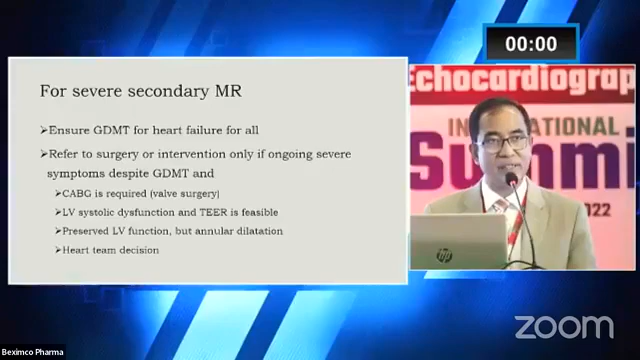 00:00
For severe secondary MR
➤Ensure GDMT for heart failure for all
➤Refer to surgery or intervention only if ongoing severe
symptoms despite GDMT and
➤CABG is required (valve surgery)
➤LV systolic dysfunction and TEER is feasible
➤Preserved LV function, but annular dilatation
➤Heart team decision
Echocardiograp
INTERNATIONAL
Summi
2022
hp
zoom
Beximco Pharma